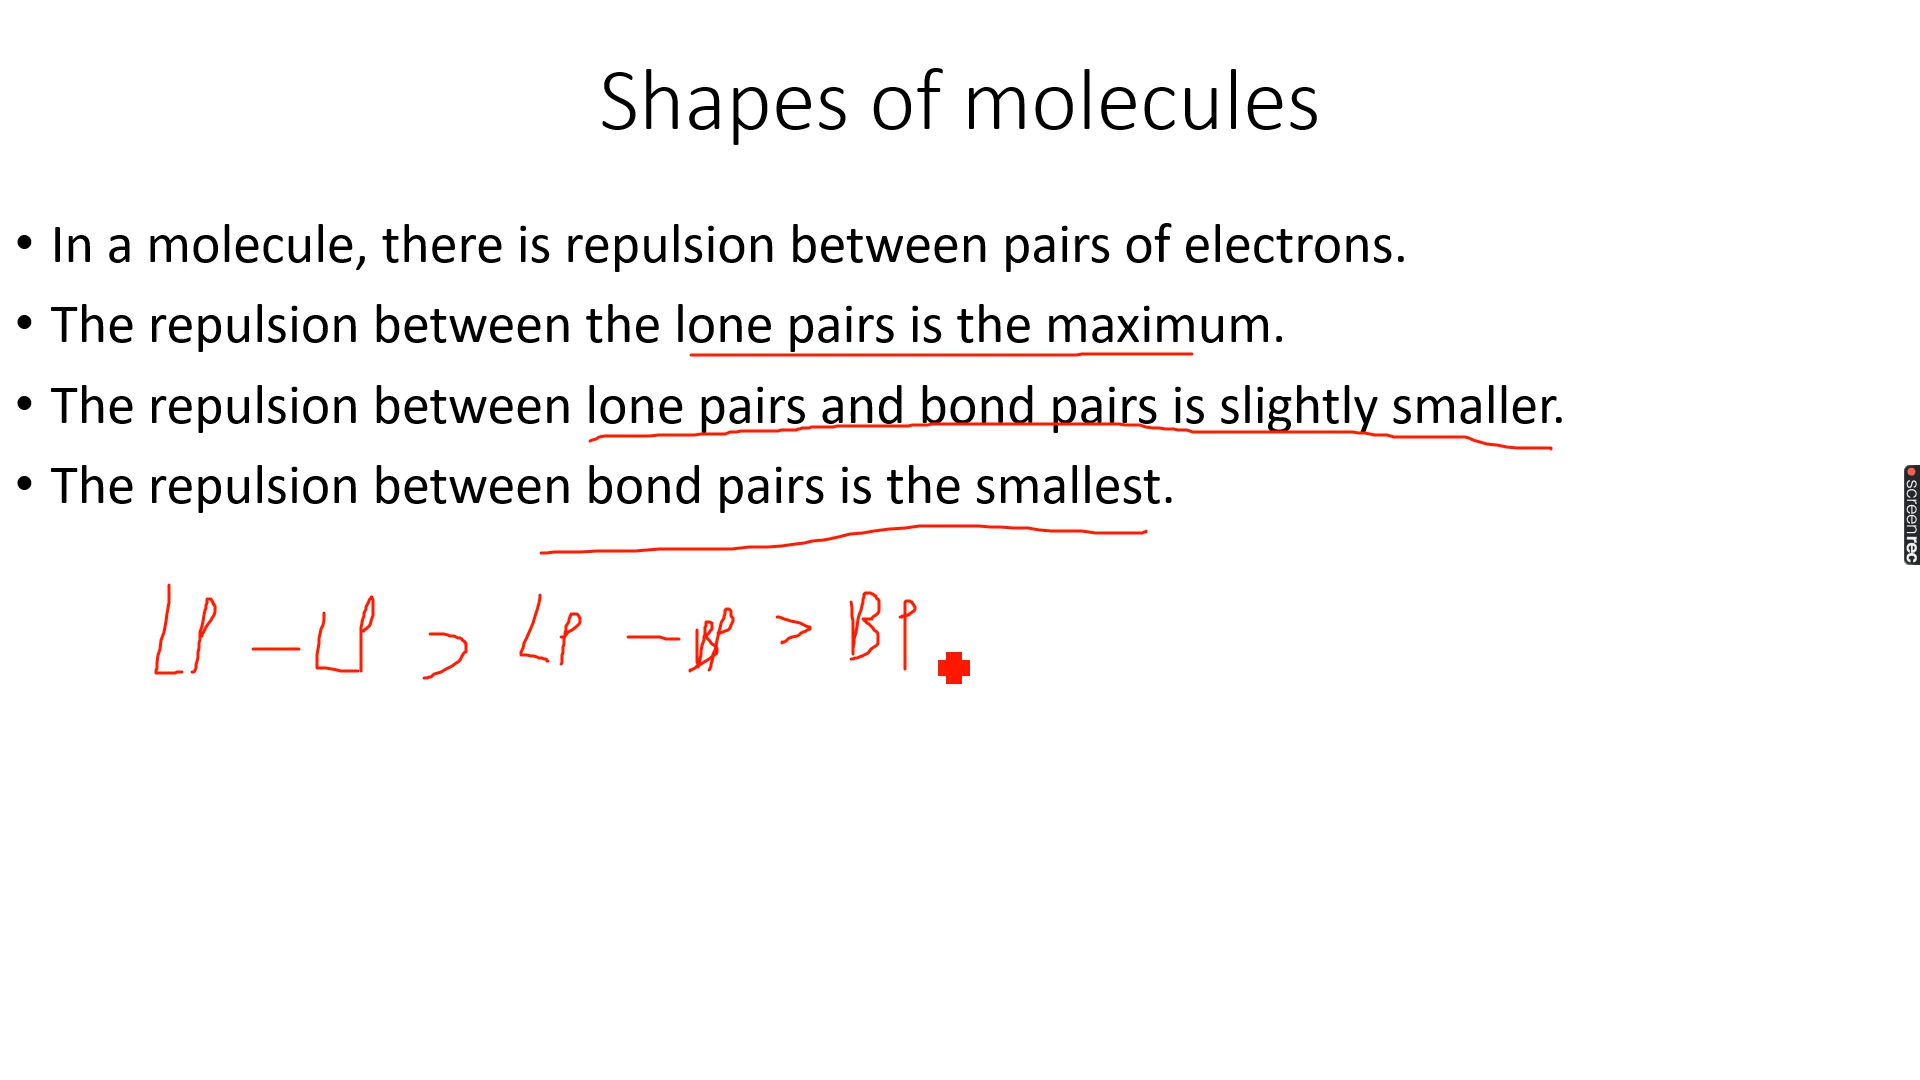 Shapes of molecules
• In a molecule, there is repulsion between pairs of electrons.
• The repulsion between the lone pairs is the maximum.
• The repulsion between lone pairs and bond pairs is slightly smaller.
• The repulsion between bond pairs is the smallest.
LP - LP > LP - BP > BP
screenrec